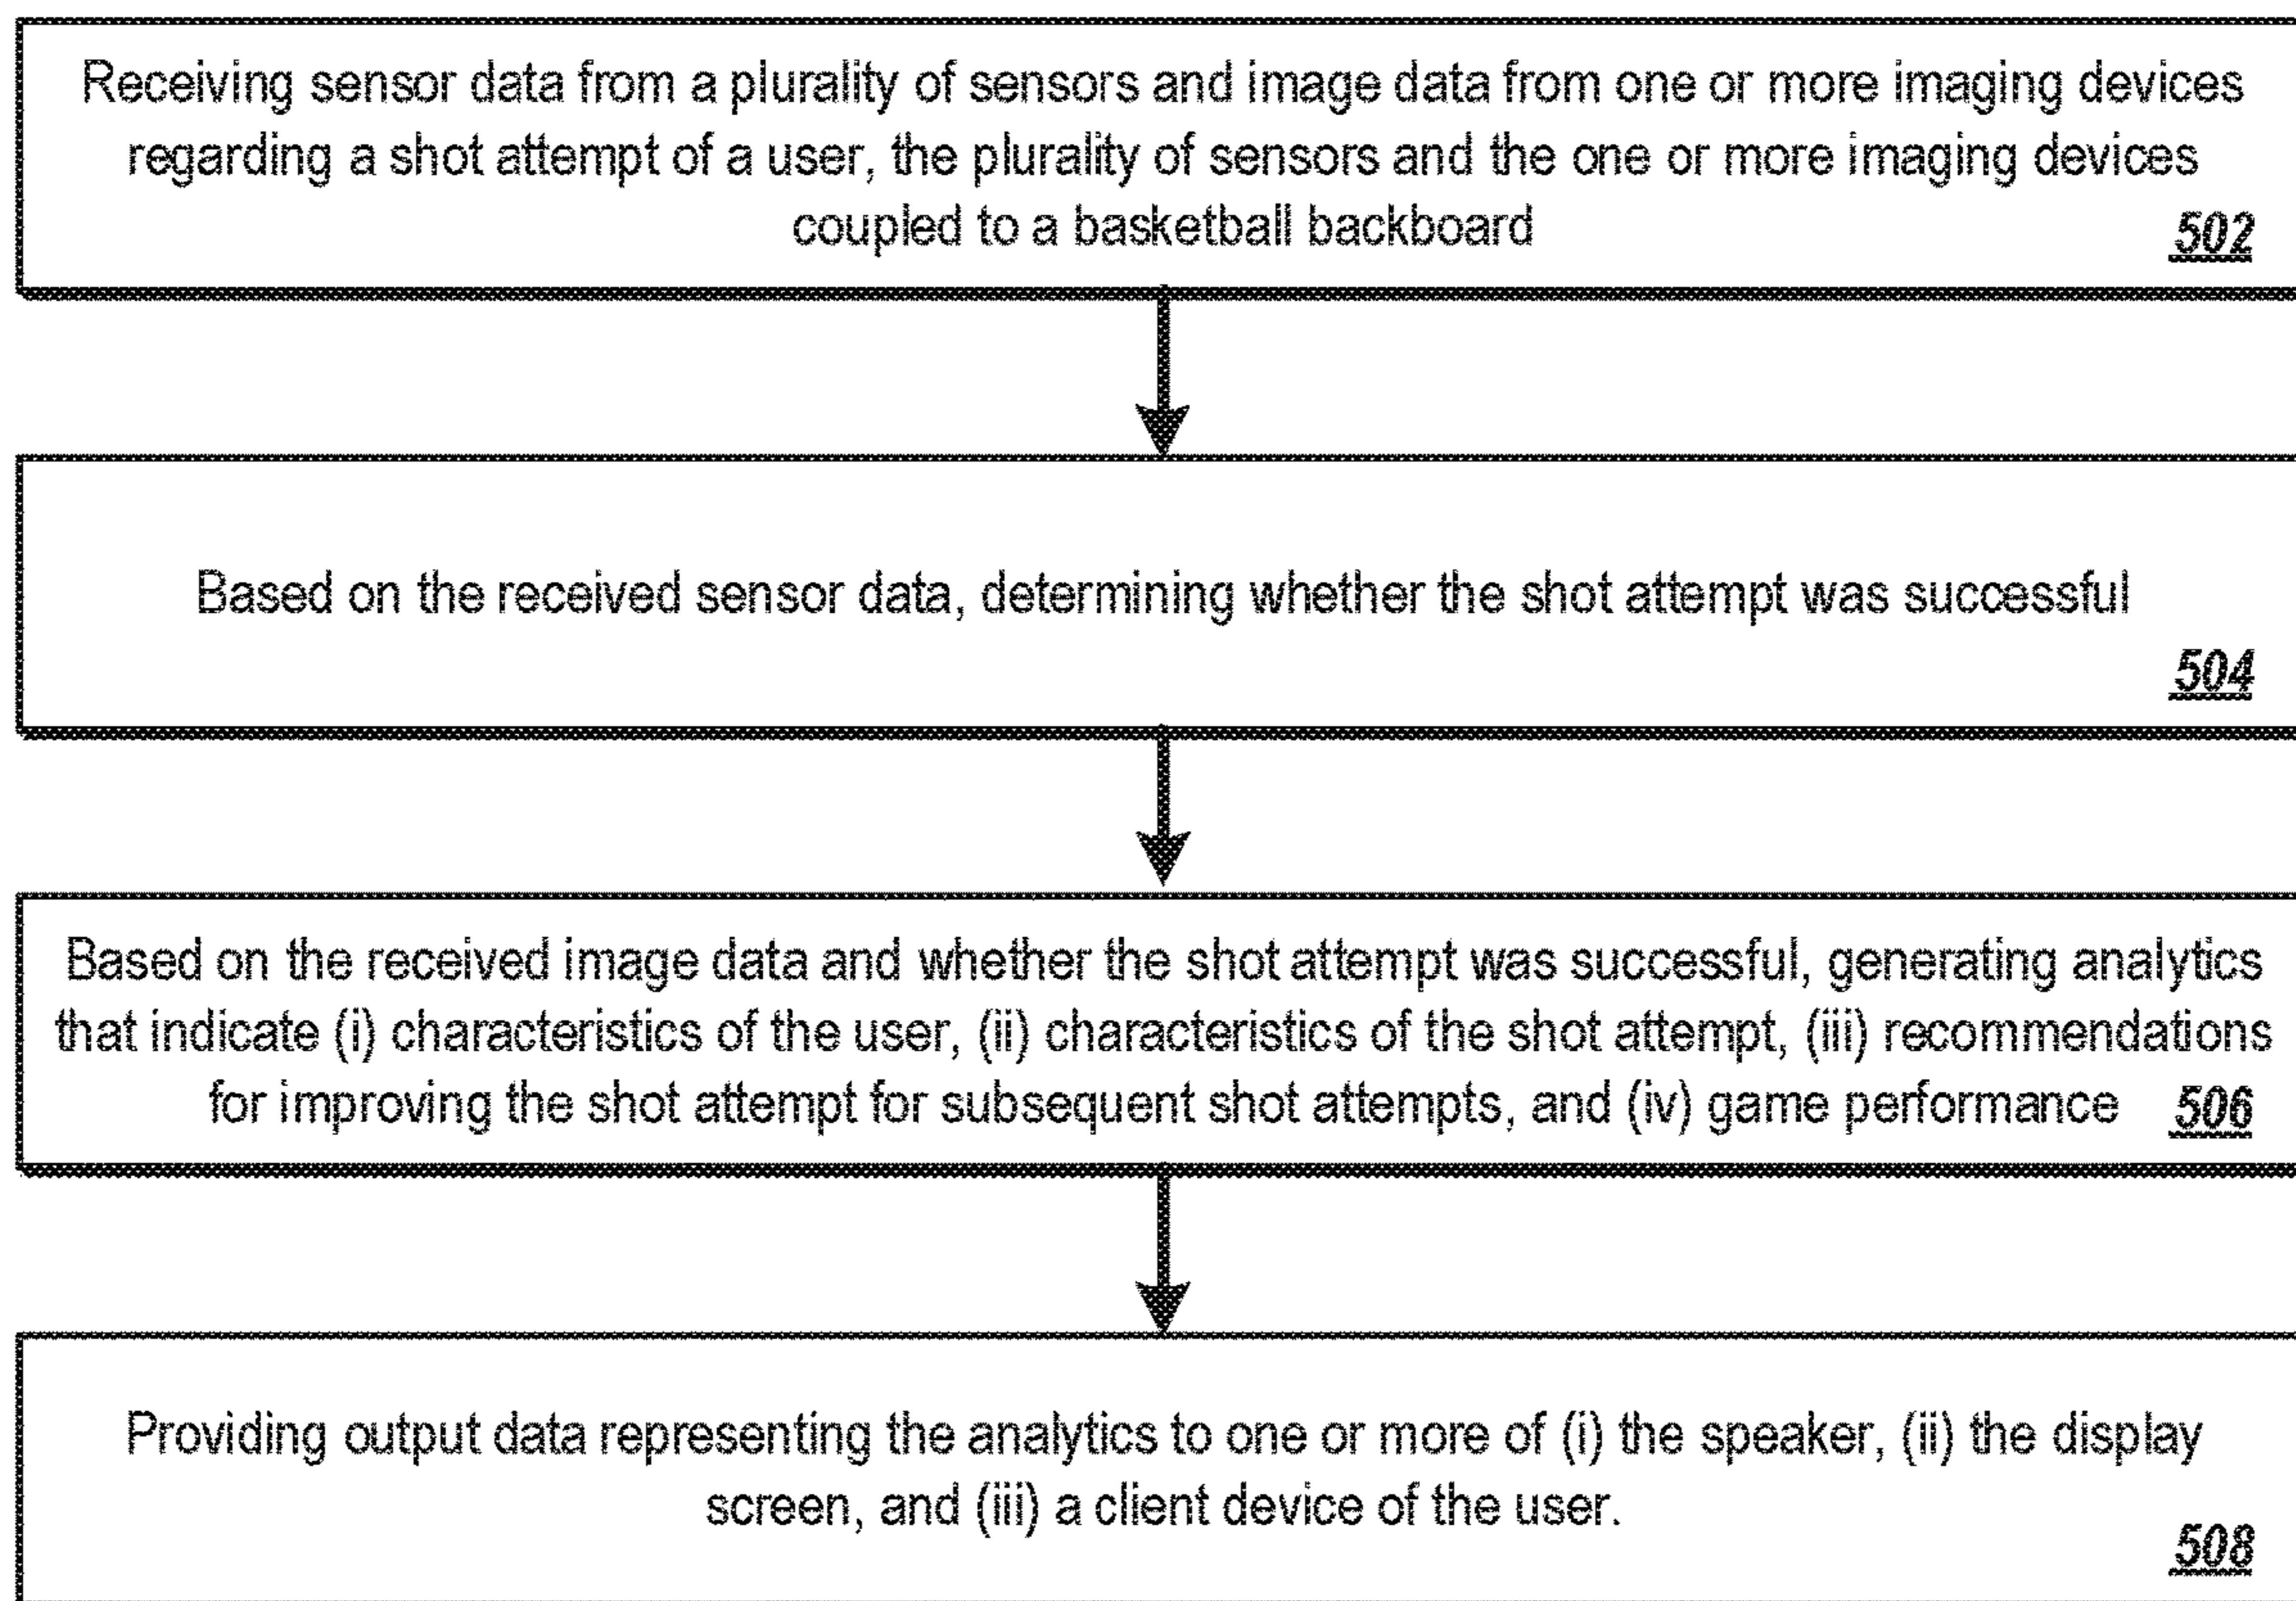 Receiving sensor data from a plurality of sensors and image data from one or more imaging devices
regarding a shot attempt of a user, the plurality of sensors and the one or more imaging devices
coupled to a basketball backboard
502
Based on the received sensor data, determining whether the shot attempt was successful
504
Based on the received image data and whether the shot attempt was successful, generating analytics
that indicate (i) characteristics of the user, (ii) characteristics of the shot attempt, (iii) recommendations
for improving the shot attempt for subsequent shot attempts, and (iv) game performance 506
Providing output data representing the analytics to one or more of (i) the speaker, (ii) the display
screen, and (iii) a client device of the user.
508